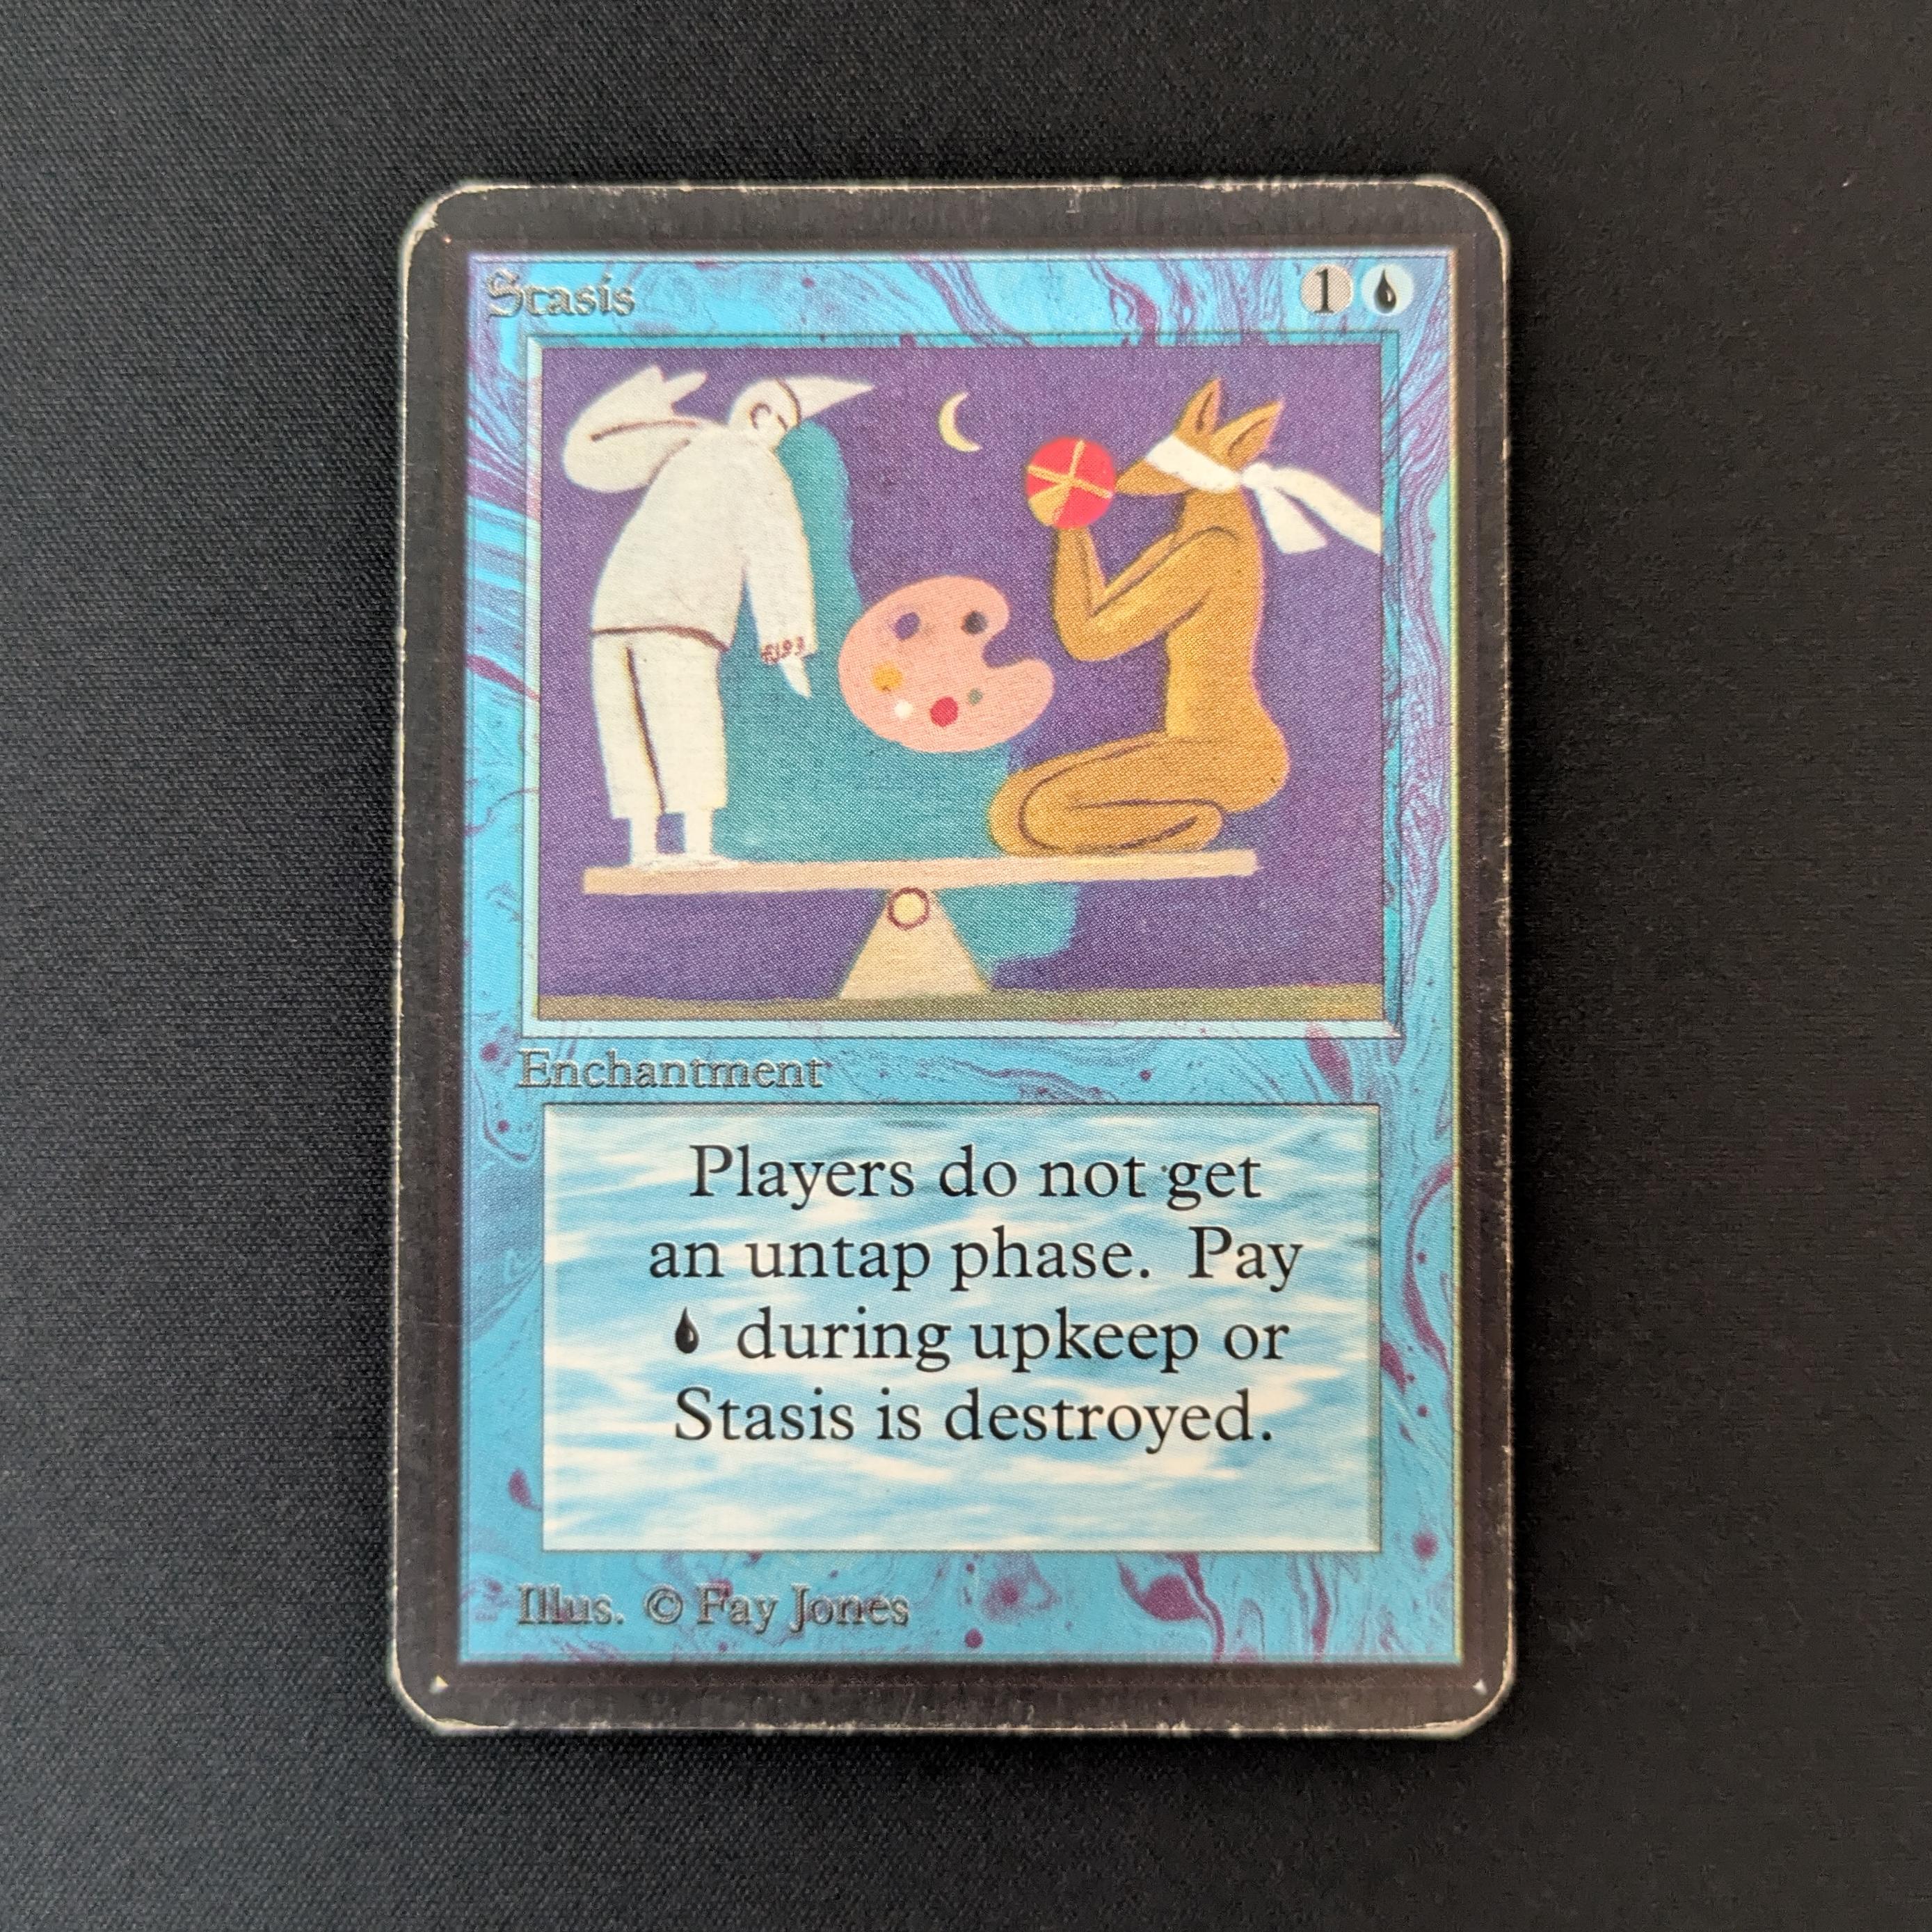 Stasis 1
FJ93
Enchantment
Players do not get
an untap phase. Pay
during upkeep or
Stasis is destroyed.
Illus. © Fay Jones